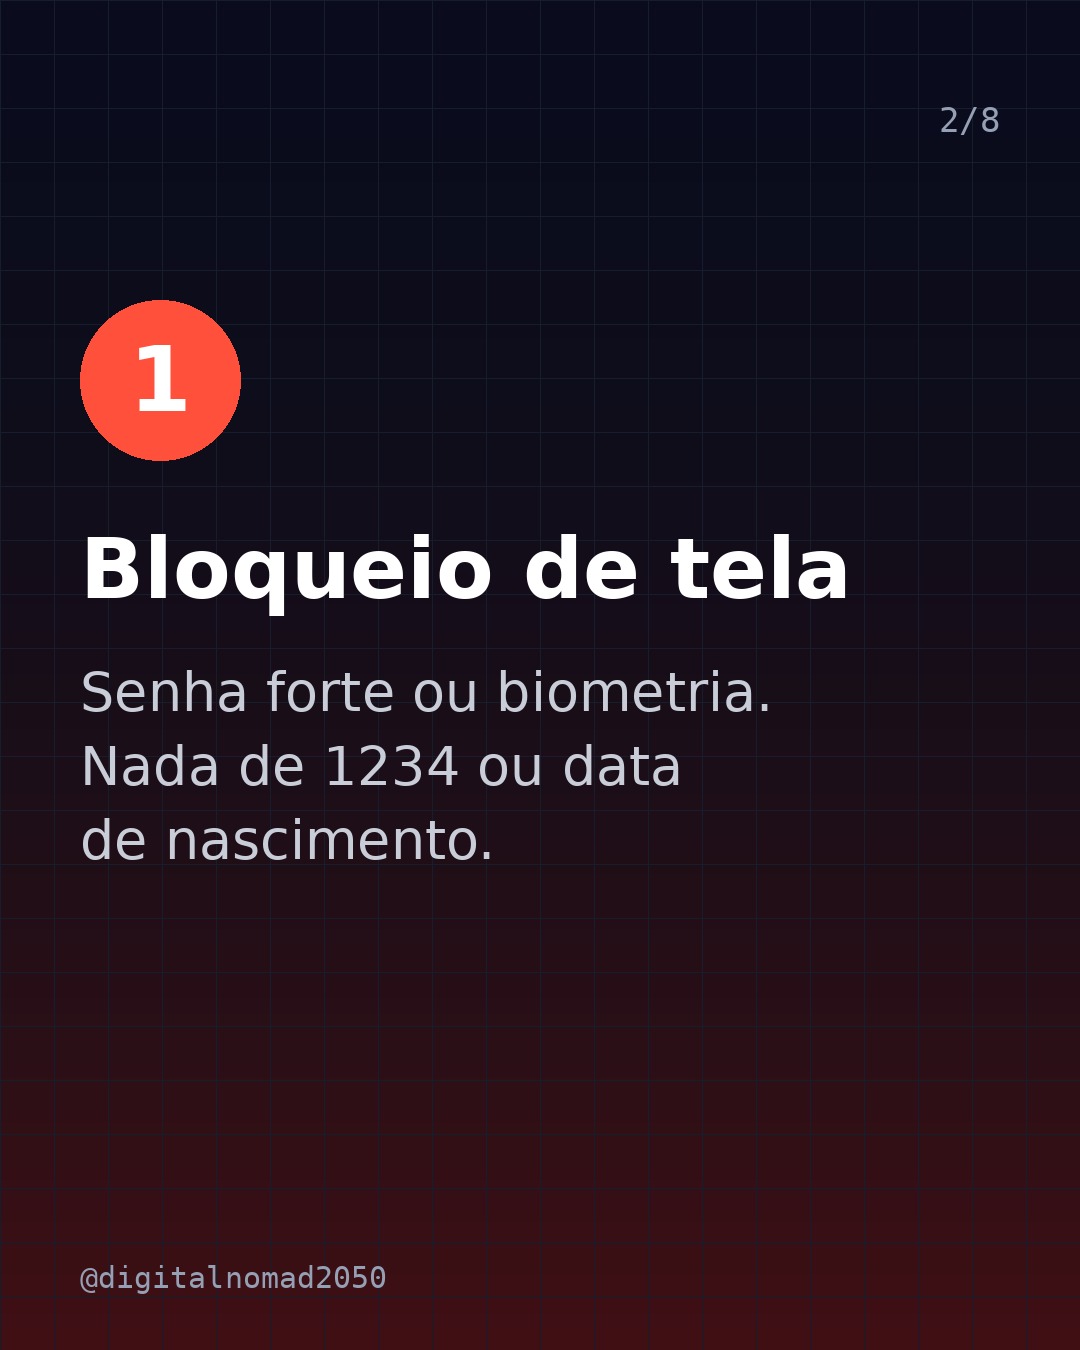 2/8
1
Bloqueio de tela
Senha forte ou biometria.
Nada de 1234 ou data
de nascimento.
@digitalnomad2050